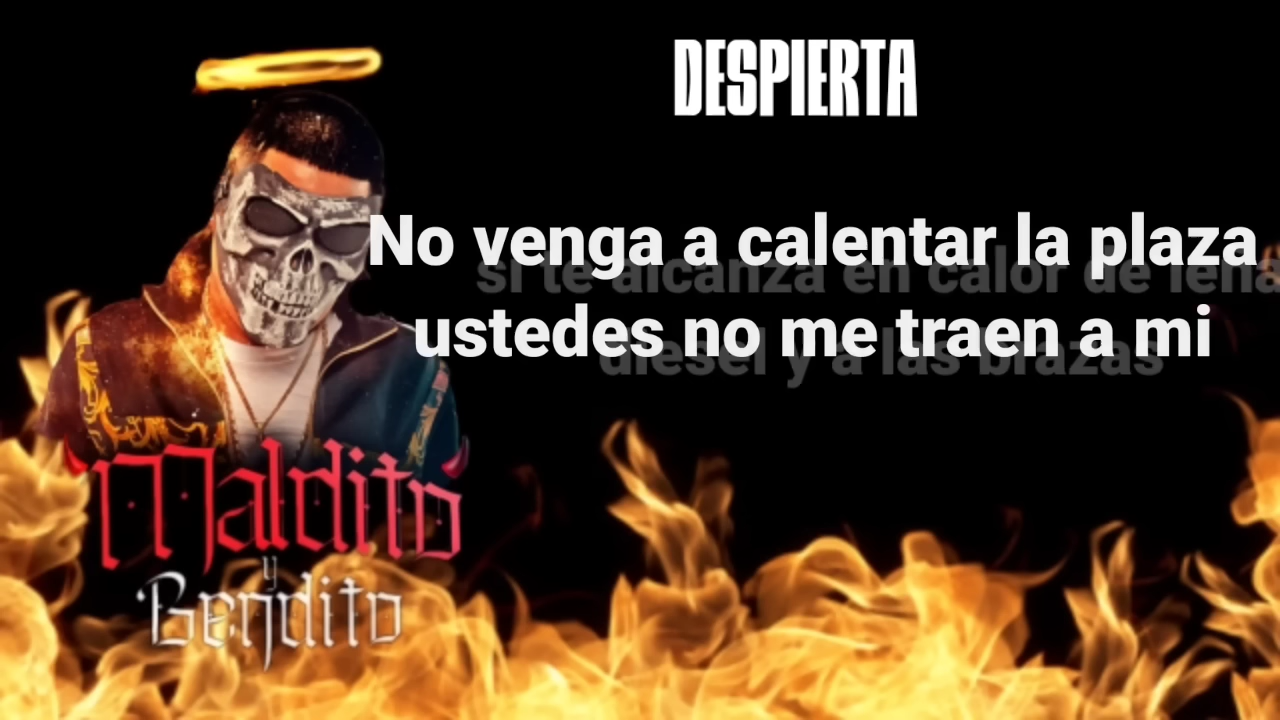 DESPIERTA
No venga a calentar la plaza
si te alcanza en calor de leña
ustedes no me traen a mi
diesel y a las brazas
Maldito
y
Bendito